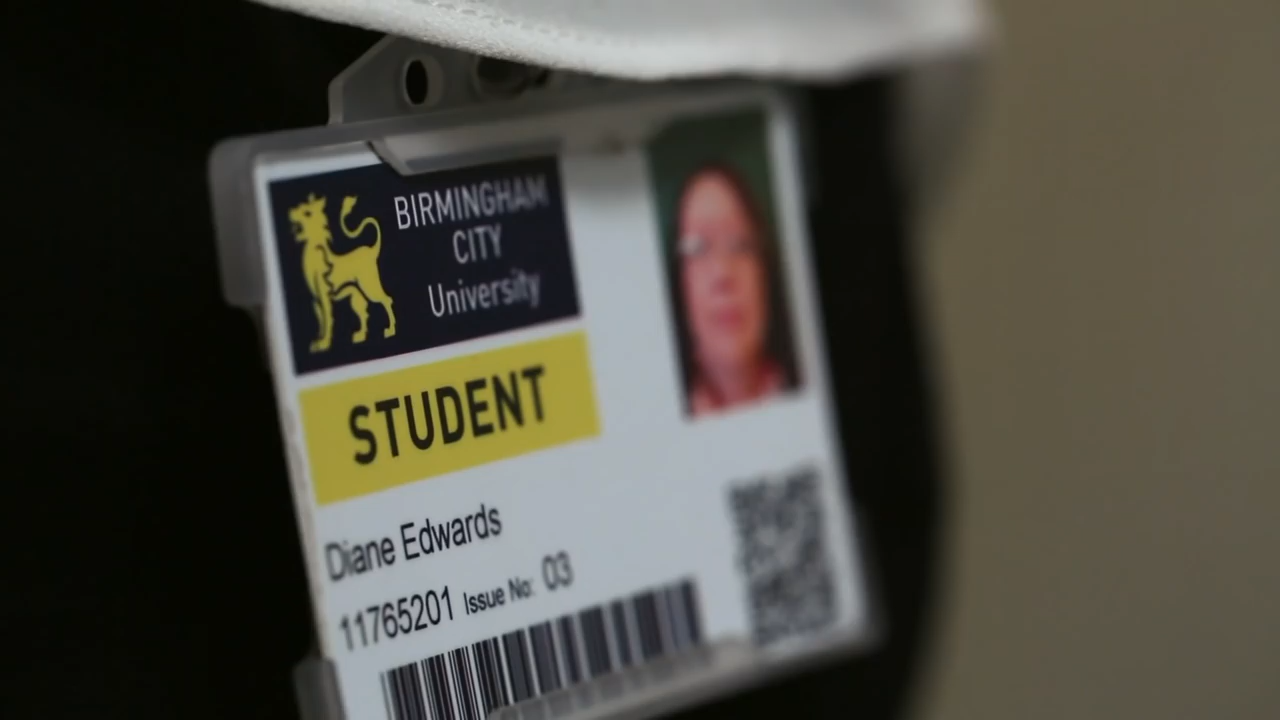 BIRMINGHAM
CITY
University
STUDENT
Diane Edwards
11765201 Issue No: 03